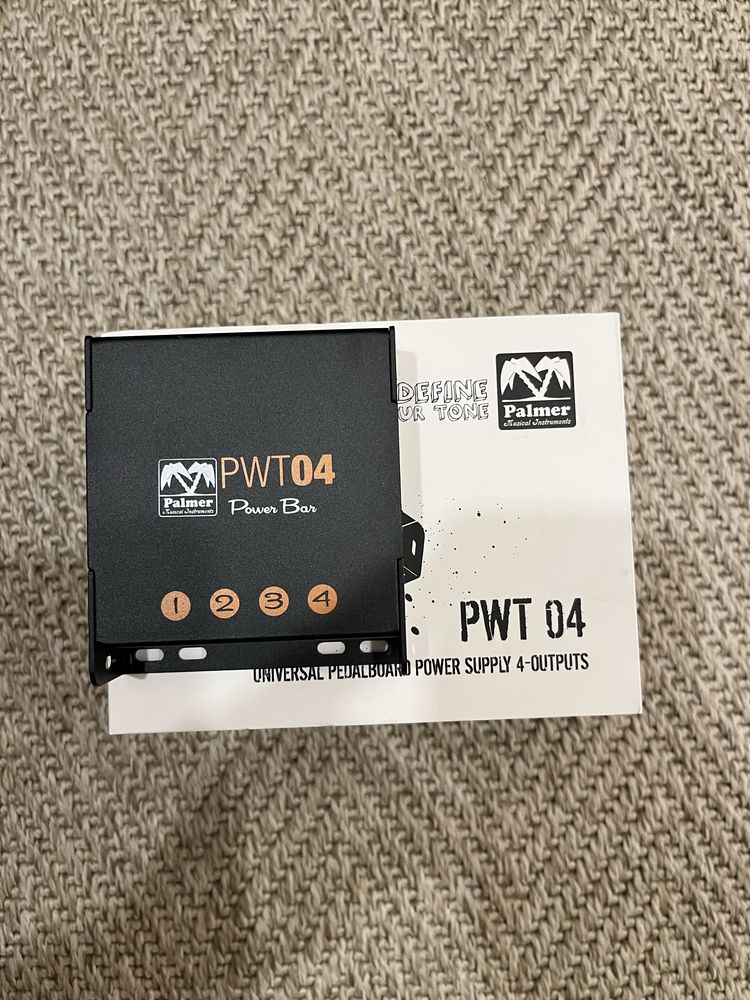 DEFINE
UR TONE
Palmer
Musical Instruments
PWT04
Palmer
Musical Instruments
Power Bar
1 2 3 4
PWT 04
UNIVERSAL PEDALBOARD POWER SUPPLY 4-OUTPUTS